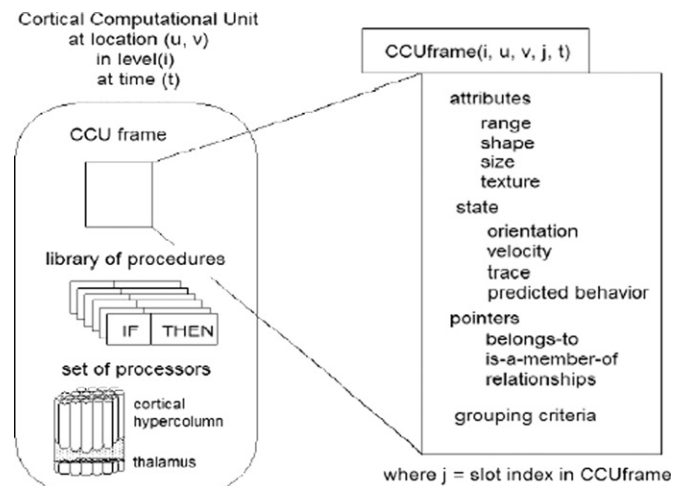 Cortical Computational Unit
at location (u, v)
in level(i)
at time (t)
CCU frame
library of procedures
IF THEN
set of processors
cortical
hypercolumn
thalamus
CCUframe(i, u, v, j, t)
attributes
range
shape
size
texture
state
orientation
velocity
trace
predicted behavior
pointers
belongs-to
is-a-member-of
relationships
grouping criteria
where j = slot index in CCUframe